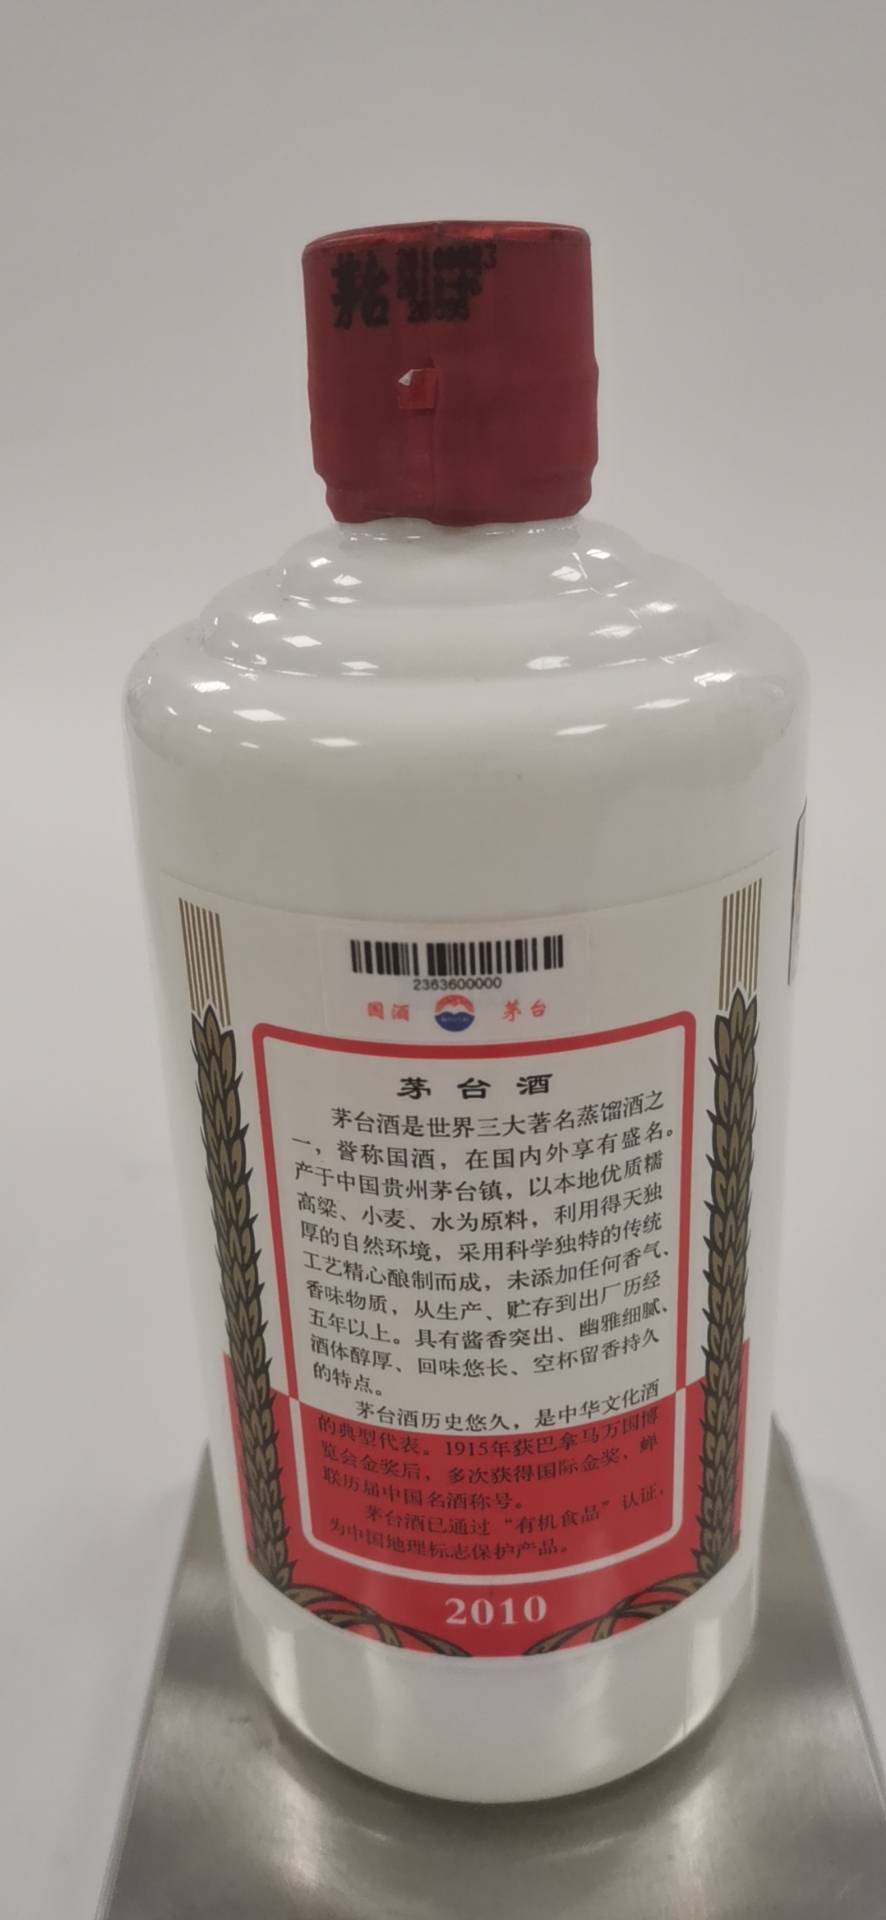 茅台
2363600000
国酒 茅台
茅台酒
茅台酒是世界三大著名蒸馏酒之
一，誉称国酒，在国内外享有盛名。
产于中国贵州茅台镇，以本地优质糯
高粱、小麦、水为原料，利用得天独
厚的自然环境，采用科学独特的传统
工艺精心酿制而成，未添加任何香气、
香味物质，从生产、贮存到出厂历经
五年以上。具有酱香突出、幽雅细腻、
酒体醇厚、回味悠长、空杯留香持久
的特点。
茅台酒历史悠久，是中华文化酒
的典型代表。1915年获巴拿马万国博
览会金奖后，多次获得国际金奖、蝉
联历届中国名酒称号。
茅台酒已通过“有机食品”认证，
为中国地理标志保护产品。
2010